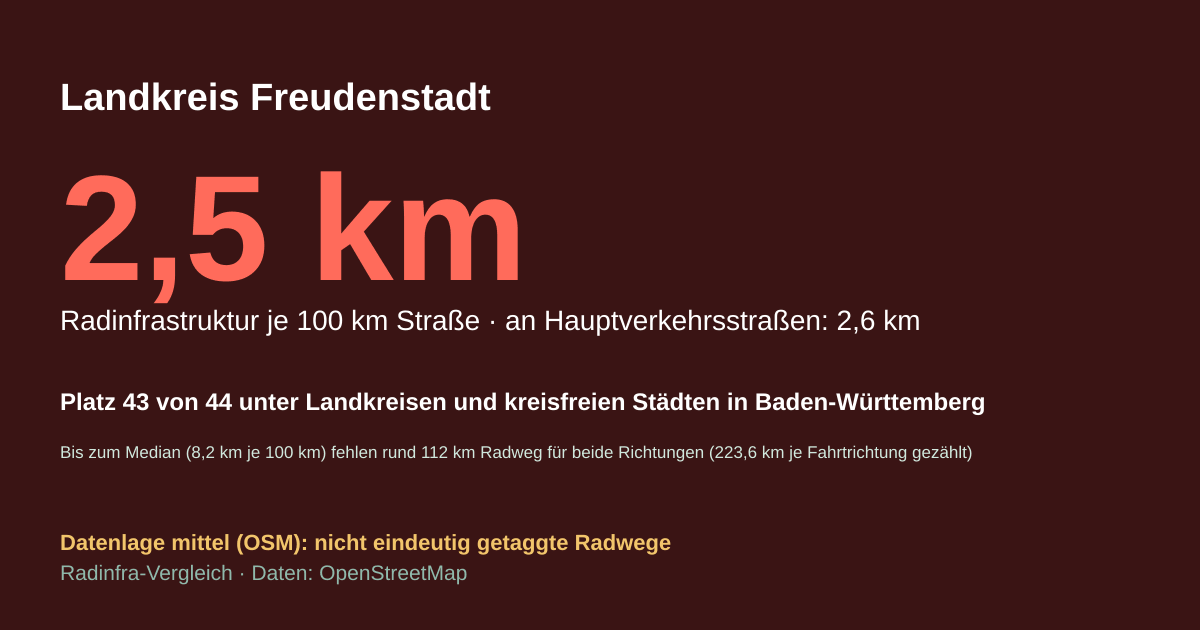 Landkreis Freudenstadt
2,5 km
Radinfrastruktur je 100 km Straße · an Hauptverkehrsstraßen: 2,6 km
Platz 43 von 44 unter Landkreisen und kreisfreien Städten in Baden-Württemberg
Bis zum Median (8,2 km je 100 km) fehlen rund 112 km Radweg für beide Richtungen (223,6 km je Fahrtrichtung gezählt)
Datenlage mittel (OSM): nicht eindeutig getaggte Radwege
Radinfra-Vergleich · Daten: OpenStreetMap